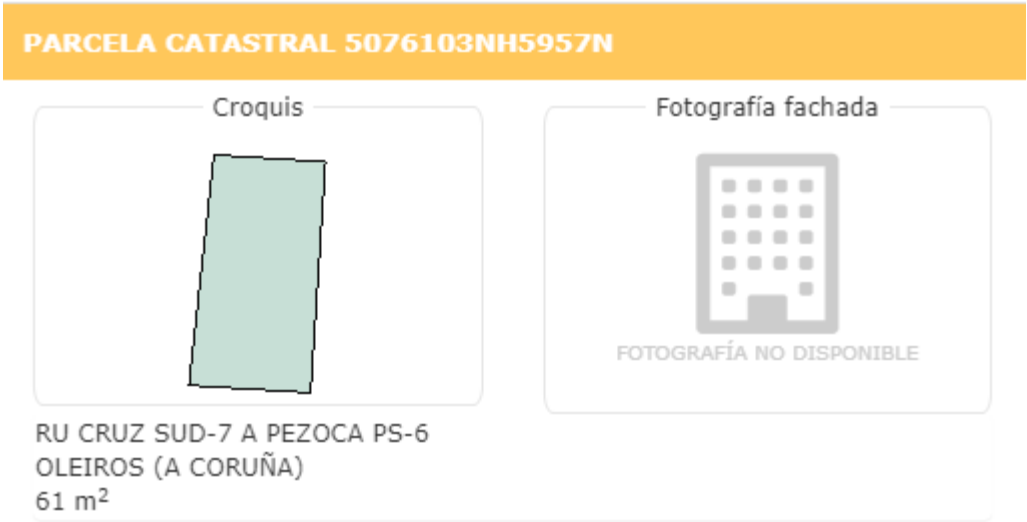 PARCELA CATASTRAL 5076103NH5957N
Croquis
Fotografía fachada
FOTOGRAFÍA NO DISPONIBLE
RU CRUZ SUD-7 A PEZOCA PS-6
OLEIROS (A CORUÑA)
61 m²